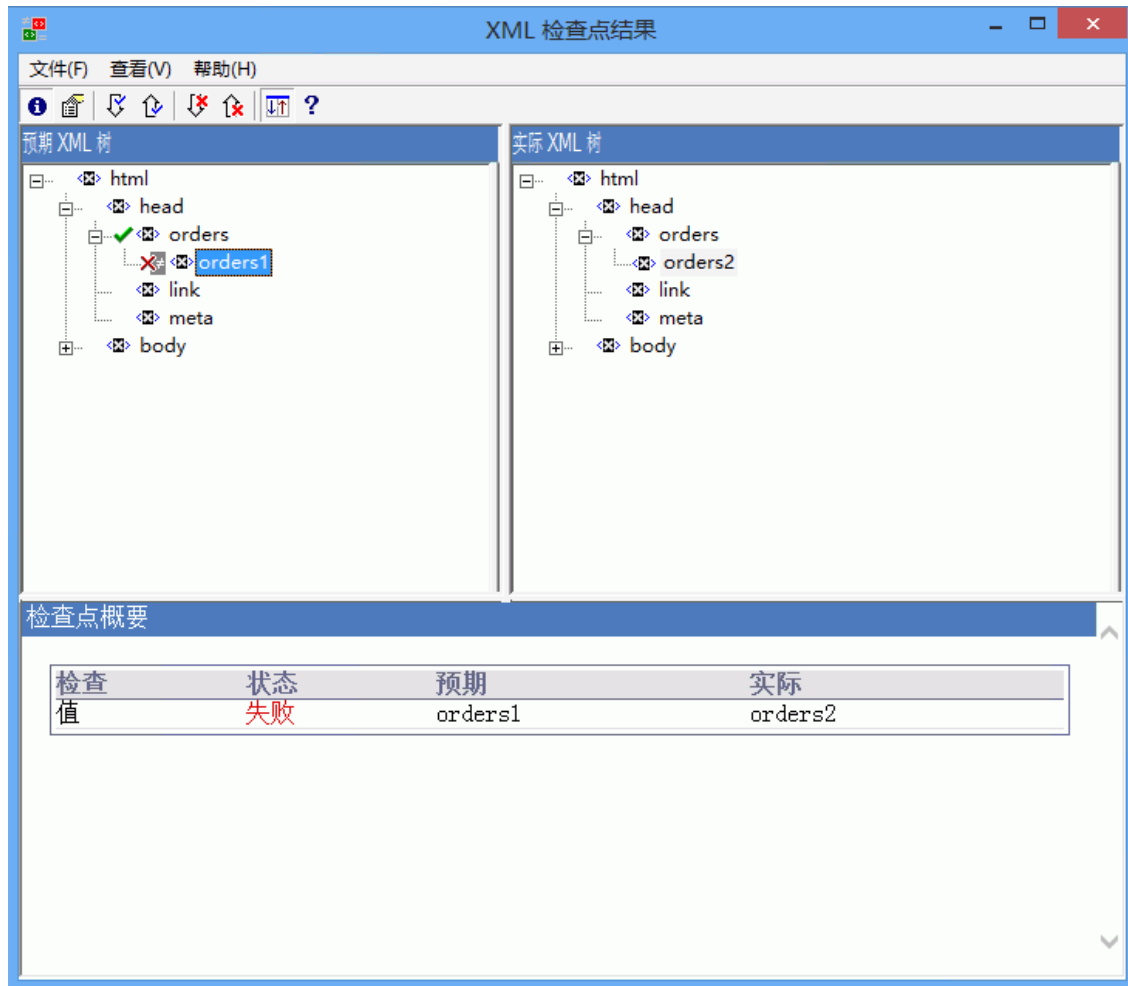 XML 检查点结果
文件(F) 查看(V) 帮助(H)
预期 XML 树
html
head
orders
orders1
link
meta
body
实际 XML 树
html
head
orders
orders2
link
meta
body
检查点概要
检查 状态 预期 实际
值 失败 orders1 orders2